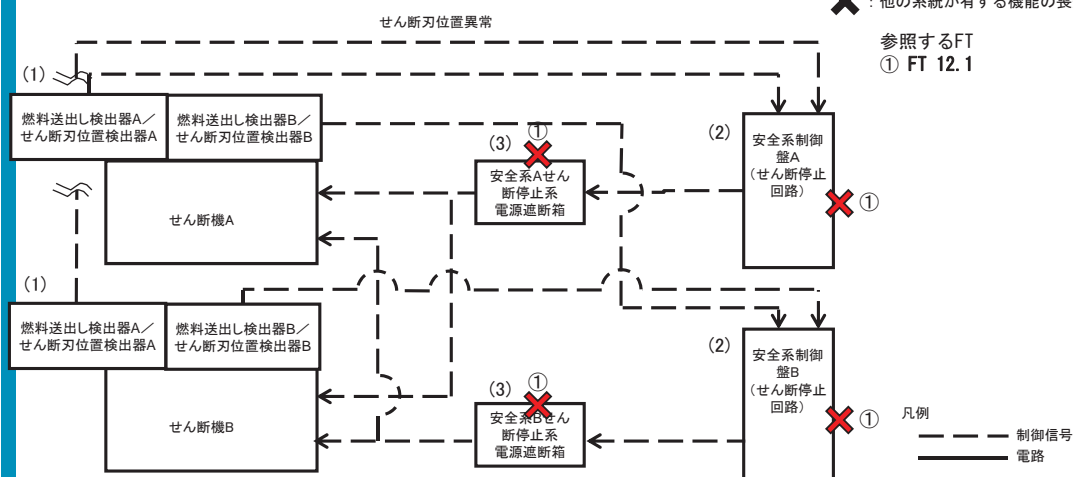 ✖：他の系統が有する機能の喪
せん断刃位置異常
参照するFT
① FT 12.1
(1)
燃料送出し検出器A／
せん断刃位置検出器A
燃料送出し検出器B／
せん断刃位置検出器B
(3)
①
安全系Aせん
断停止系
電源遮断箱
(2)
安全系制御
盤A
(せん断停止
回路)
①
せん断機A
(1)
燃料送出し検出器A／
せん断刃位置検出器A
燃料送出し検出器B／
せん断刃位置検出器B
(3)
①
安全系Bせん
断停止系
電源遮断箱
(2)
安全系制御
盤B
(せん断停止
回路)
①
せん断機B
凡例
制御信号
電路